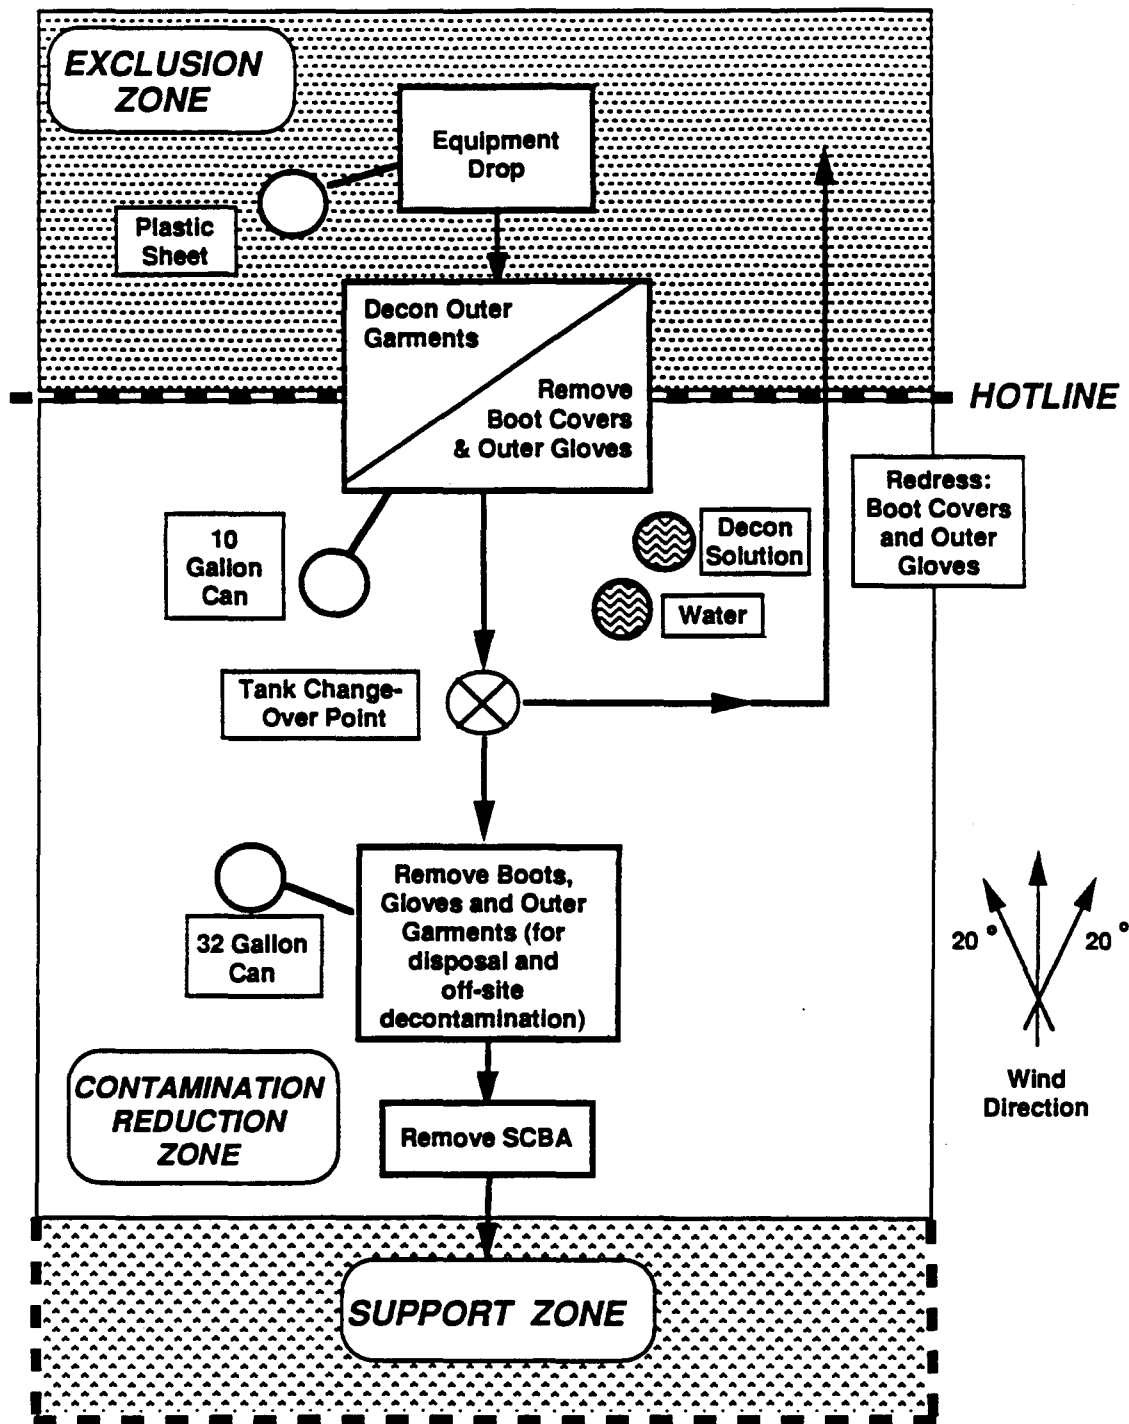 EXCLUSION
ZONE
Equipment
Drop
Plastic
Sheet
Decon Outer
Garments
Remove
Boot Covers
& Outer Gloves
HOTLINE
Redress:
Boot Covers
and Outer
Gloves
10
Gallon
Can
Decon
Solution
Water
Tank Change-
Over Point
Remove Boots,
Gloves and Outer
Garments (for
disposal and
off-site
decontamination)
32 Gallon
Can
20 °
20 °
Wind
Direction
CONTAMINATION
REDUCTION
ZONE
Remove SCBA
SUPPORT ZONE